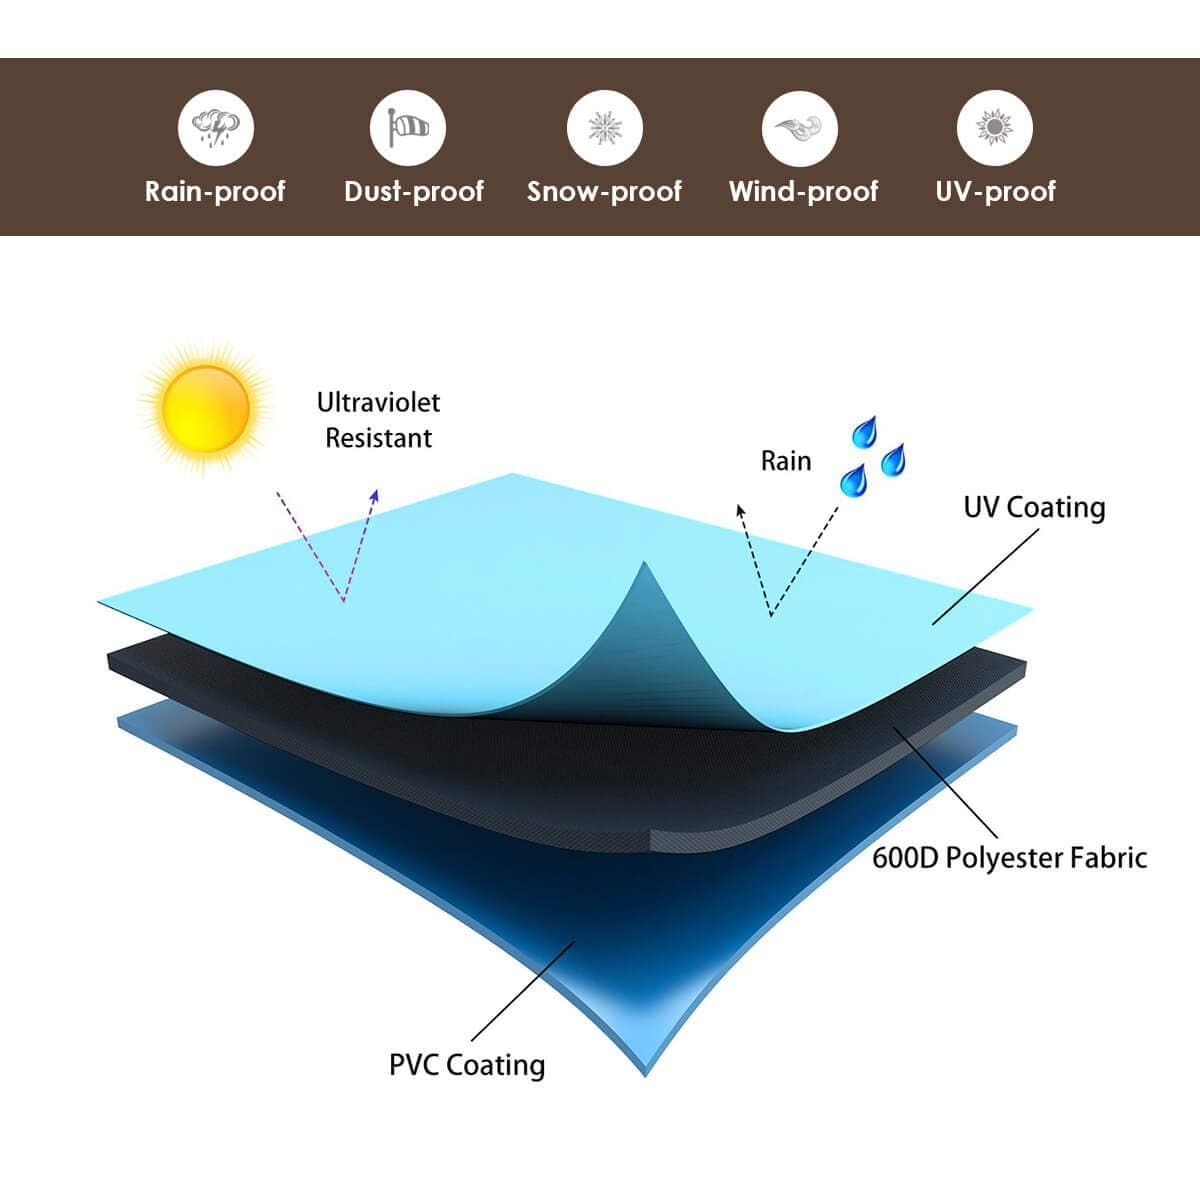 Rain-proof
Dust-proof
Snow-proof
Wind-proof
UV-proof
Ultraviolet
Resistant
Rain
UV Coating
600D Polyester Fabric
PVC Coating